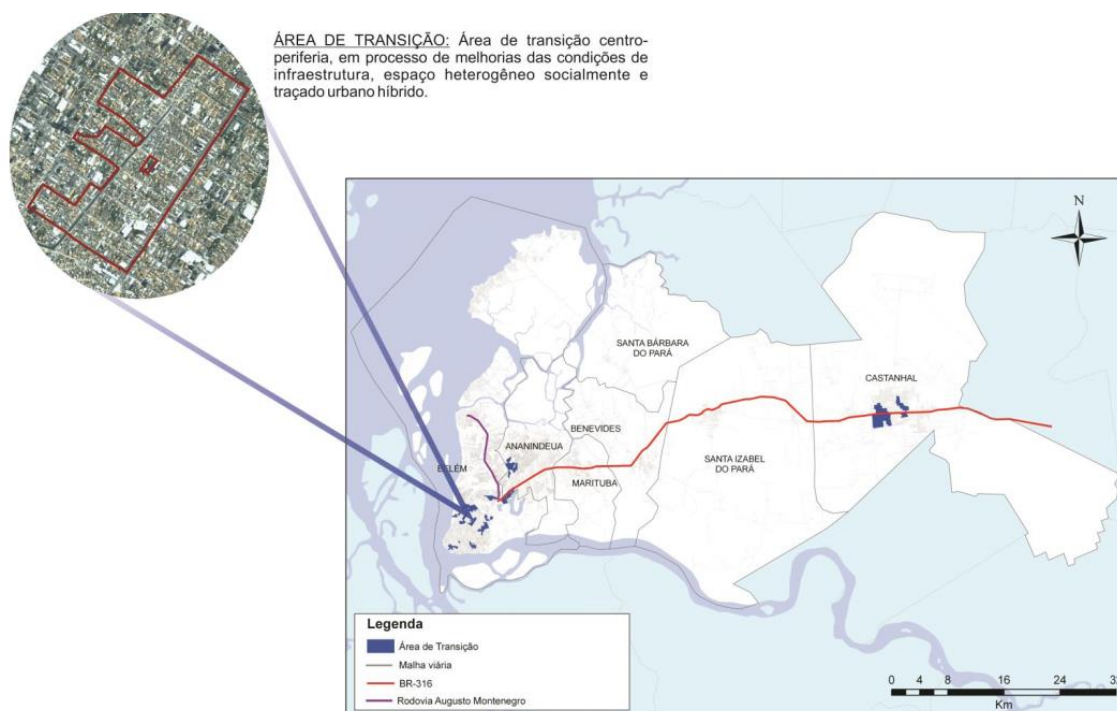 ÁREA DE TRANSIÇÃO: Área de transição centro-
periferia, em processo de melhorias das condições de
infraestrutura, espaço heterogêneo socialmente e
traçado urbano híbrido.
N
SANTA BÁRBARA
DO PARÁ
CASTANHAL
BENEVIDES
ANANINDEUA
BELÉM
SANTA IZABEL
DO PARÁ
MARITUBA
Legenda
Área de Transição
Malha viária
BR-316
Rodovia Augusto Montenegro
0 2 4 8 16 24 32
Km